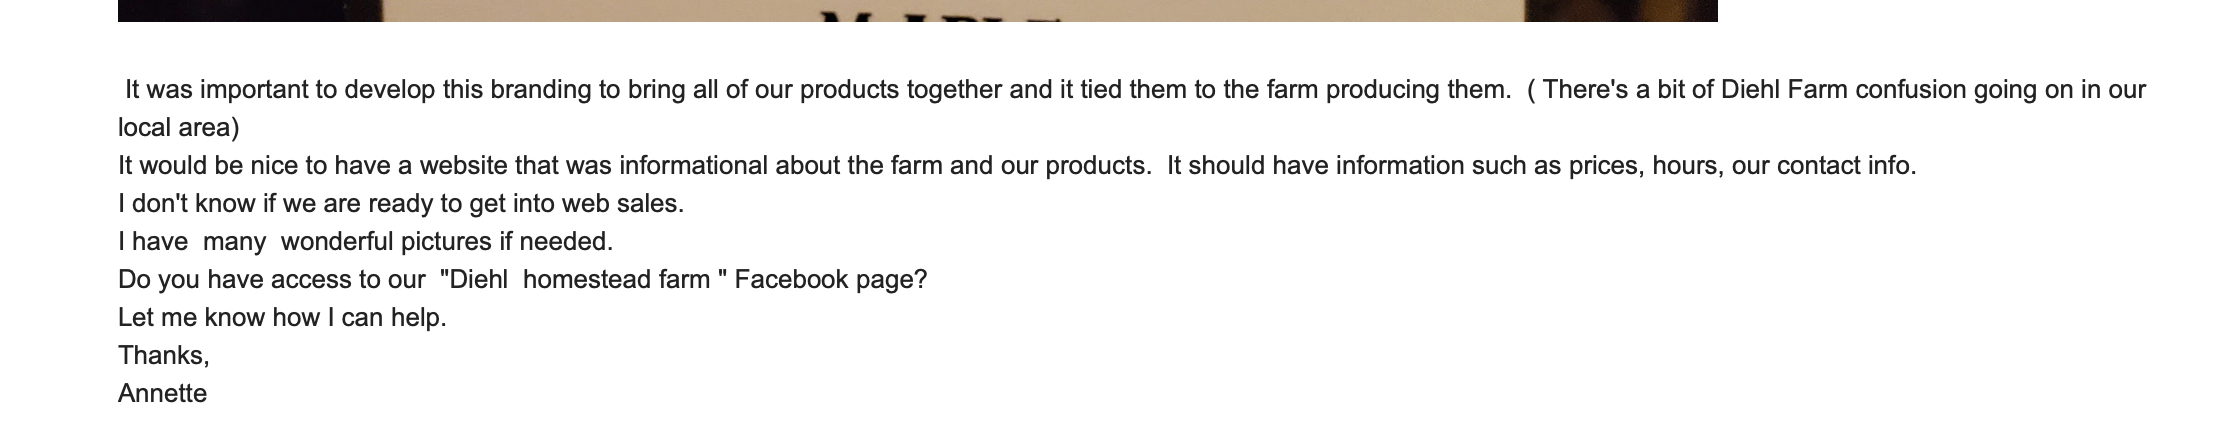 It was important to develop this branding to bring all of our products together and it tied them to the farm producing them.  ( There's a bit of Diehl Farm confusion going on in our
local area)
It would be nice to have a website that was informational about the farm and our products.  It should have information such as prices, hours, our contact info.
I don't know if we are ready to get into web sales.
I have  many  wonderful pictures if needed.
Do you have access to our  "Diehl  homestead farm " Facebook page?
Let me know how I can help.
Thanks,
Annette